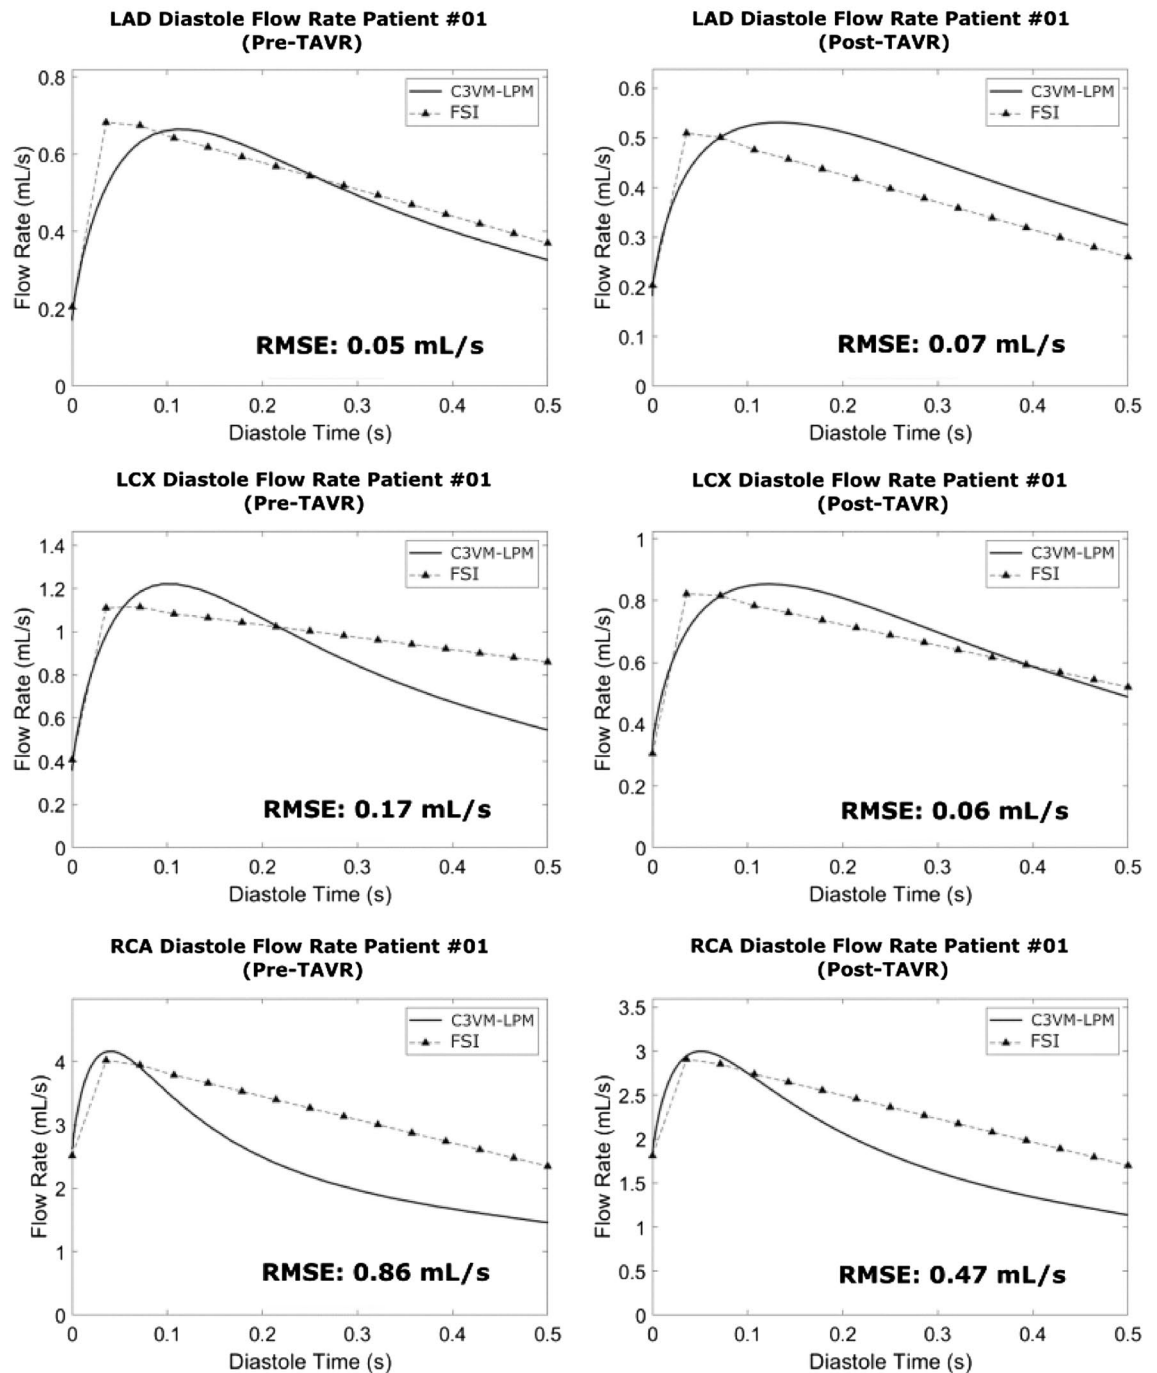 LAD Diastole Flow Rate Patient #01
(Pre-TAVR)
0.8
0.6
0.4
0.2
0
Flow Rate (mL/s)
C3VM-LPM
FSI
RMSE: 0.05 mL/s
0 0.1 0.2 0.3 0.4 0.5
Diastole Time (s)
LAD Diastole Flow Rate Patient #01
(Post-TAVR)
0.6
0.5
0.4
0.3
0.2
0.1
0
Flow Rate (mL/s)
C3VM-LPM
FSI
RMSE: 0.07 mL/s
0 0.1 0.2 0.3 0.4 0.5
Diastole Time (s)
LCX Diastole Flow Rate Patient #01
(Pre-TAVR)
1.4
1.2
1
0.8
0.6
0.4
0.2
0
Flow Rate (mL/s)
C3VM-LPM
FSI
RMSE: 0.17 mL/s
0 0.1 0.2 0.3 0.4 0.5
Diastole Time (s)
LCX Diastole Flow Rate Patient #01
(Post-TAVR)
1
0.8
0.6
0.4
0.2
0
Flow Rate (mL/s)
C3VM-LPM
FSI
RMSE: 0.06 mL/s
0 0.1 0.2 0.3 0.4 0.5
Diastole Time (s)
RCA Diastole Flow Rate Patient #01
(Pre-TAVR)
4
3
2
1
0
Flow Rate (mL/s)
C3VM-LPM
FSI
RMSE: 0.86 mL/s
0 0.1 0.2 0.3 0.4 0.5
Diastole Time (s)
RCA Diastole Flow Rate Patient #01
(Post-TAVR)
3.5
3
2.5
2
1.5
1
0.5
0
Flow Rate (mL/s)
C3VM-LPM
FSI
RMSE: 0.47 mL/s
0 0.1 0.2 0.3 0.4 0.5
Diastole Time (s)